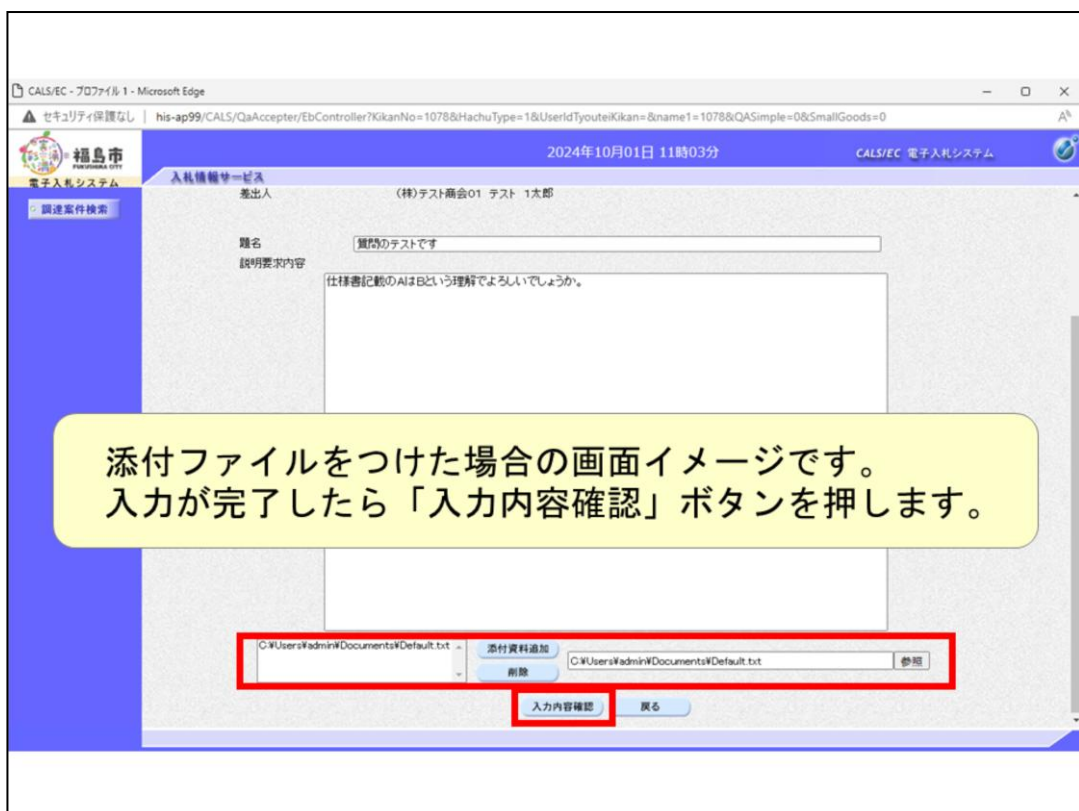 CALS/EC - プロファイル 1 - Microsoft Edge
セキュリティ保護なし | his-ap99/CALS/QaAccepter/EbController?KikanNo=1078&HachuType=1&UserIdTyouteiKikan=&name1=1078&QASimple=0&SmallGoods=0
福島市
FUKUSHIMA CITY
電子入札システム
2024年10月01日 11時03分
CALS/EC 電子入札システム
入札情報サービス
調達案件検索
差出人 (株)テスト商会01 テスト 1太郎
題名 質問のテストです
説明要求内容
仕様書記載のAはBという理解でよろしいでしょうか。
添付ファイルをつけた場合の画面イメージです。
入力が完了したら「入力内容確認」ボタンを押します。
C:¥Users¥admin¥Documents¥Default.txt
添付資料追加
削除
C:¥Users¥admin¥Documents¥Default.txt 参照
入力内容確認 戻る